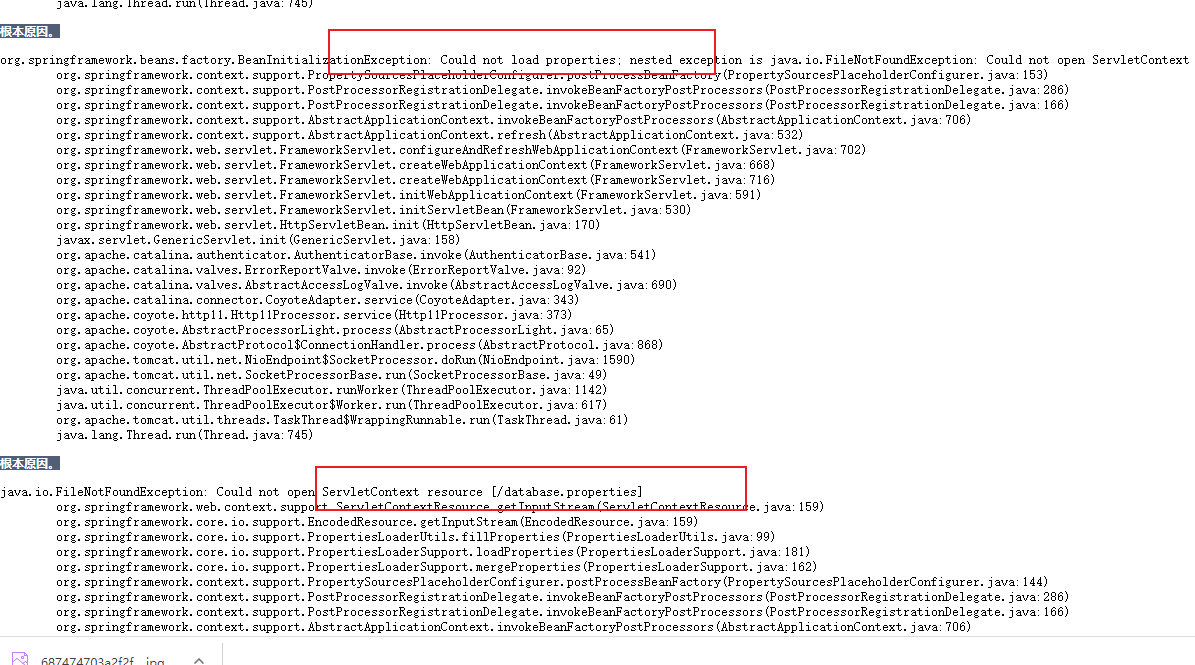 java.lang.Thread.run(Thread.java:745)
根本原因。
org.springframework.beans.factory.BeanInitializationException: Could not load properties; nested exception is java.io.FileNotFoundException: Could not open ServletContext
org.springframework.context.support.PropertySourcesPlaceholderConfigurer.postProcessBeanFactory(PropertySourcesPlaceholderConfigurer.java:153)
org.springframework.context.support.PostProcessorRegistrationDelegate.invokeBeanFactoryPostProcessors(PostProcessorRegistrationDelegate.java:286)
org.springframework.context.support.PostProcessorRegistrationDelegate.invokeBeanFactoryPostProcessors(PostProcessorRegistrationDelegate.java:166)
org.springframework.context.support.AbstractApplicationContext.invokeBeanFactoryPostProcessors(AbstractApplicationContext.java:706)
org.springframework.context.support.AbstractApplicationContext.refresh(AbstractApplicationContext.java:532)
org.springframework.web.servlet.FrameworkServlet.configureAndRefreshWebApplicationContext(FrameworkServlet.java:702)
org.springframework.web.servlet.FrameworkServlet.createWebApplicationContext(FrameworkServlet.java:668)
org.springframework.web.servlet.FrameworkServlet.createWebApplicationContext(FrameworkServlet.java:716)
org.springframework.web.servlet.FrameworkServlet.initWebApplicationContext(FrameworkServlet.java:591)
org.springframework.web.servlet.FrameworkServlet.initServletBean(FrameworkServlet.java:530)
org.springframework.web.servlet.HttpServletBean.init(HttpServletBean.java:170)
javax.servlet.GenericServlet.init(GenericServlet.java:158)
org.apache.catalina.authenticator.AuthenticatorBase.invoke(AuthenticatorBase.java:541)
org.apache.catalina.valves.ErrorReportValve.invoke(ErrorReportValve.java:92)
org.apache.catalina.valves.AbstractAccessLogValve.invoke(AbstractAccessLogValve.java:690)
org.apache.catalina.connector.CoyoteAdapter.service(CoyoteAdapter.java:343)
org.apache.coyote.http11.Http11Processor.service(Http11Processor.java:373)
org.apache.coyote.AbstractProcessorLight.process(AbstractProcessorLight.java:65)
org.apache.coyote.AbstractProtocol$ConnectionHandler.process(AbstractProtocol.java:868)
org.apache.tomcat.util.net.NioEndpoint$SocketProcessor.doRun(NioEndpoint.java:1590)
org.apache.tomcat.util.net.SocketProcessorBase.run(SocketProcessorBase.java:49)
java.util.concurrent.ThreadPoolExecutor.runWorker(ThreadPoolExecutor.java:1142)
java.util.concurrent.ThreadPoolExecutor$Worker.run(ThreadPoolExecutor.java:617)
org.apache.tomcat.util.threads.TaskThread$WrappingRunnable.run(TaskThread.java:61)
java.lang.Thread.run(Thread.java:745)
根本原因。
java.io.FileNotFoundException: Could not open ServletContext resource [/database.properties]
org.springframework.web.context.support.ServletContextResource.getInputStream(ServletContextResource.java:159)
org.springframework.core.io.support.EncodedResource.getInputStream(EncodedResource.java:159)
org.springframework.core.io.support.PropertiesLoaderUtils.fillProperties(PropertiesLoaderUtils.java:99)
org.springframework.core.io.support.PropertiesLoaderSupport.loadProperties(PropertiesLoaderSupport.java:181)
org.springframework.core.io.support.PropertiesLoaderSupport.mergeProperties(PropertiesLoaderSupport.java:162)
org.springframework.context.support.PropertySourcesPlaceholderConfigurer.postProcessBeanFactory(PropertySourcesPlaceholderConfigurer.java:144)
org.springframework.context.support.PostProcessorRegistrationDelegate.invokeBeanFactoryPostProcessors(PostProcessorRegistrationDelegate.java:286)
org.springframework.context.support.PostProcessorRegistrationDelegate.invokeBeanFactoryPostProcessors(PostProcessorRegistrationDelegate.java:166)
org.springframework.context.support.AbstractApplicationContext.invokeBeanFactoryPostProcessors(AbstractApplicationContext.java:706)